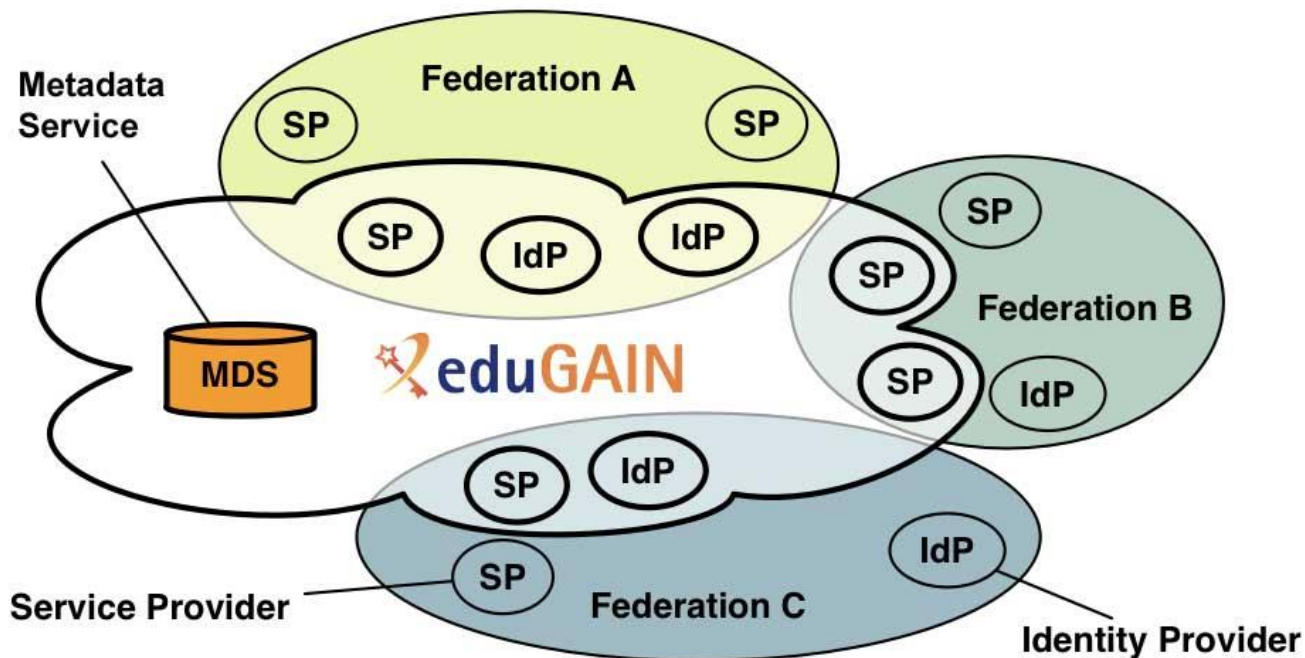 Metadata
Service
Federation A
SP
SP
SP
IdP
IdP
SP
SP
Federation B
SP
IdP
MDS
eduGAIN
SP
IdP
SP
IdP
Service Provider
Federation C
Identity Provider